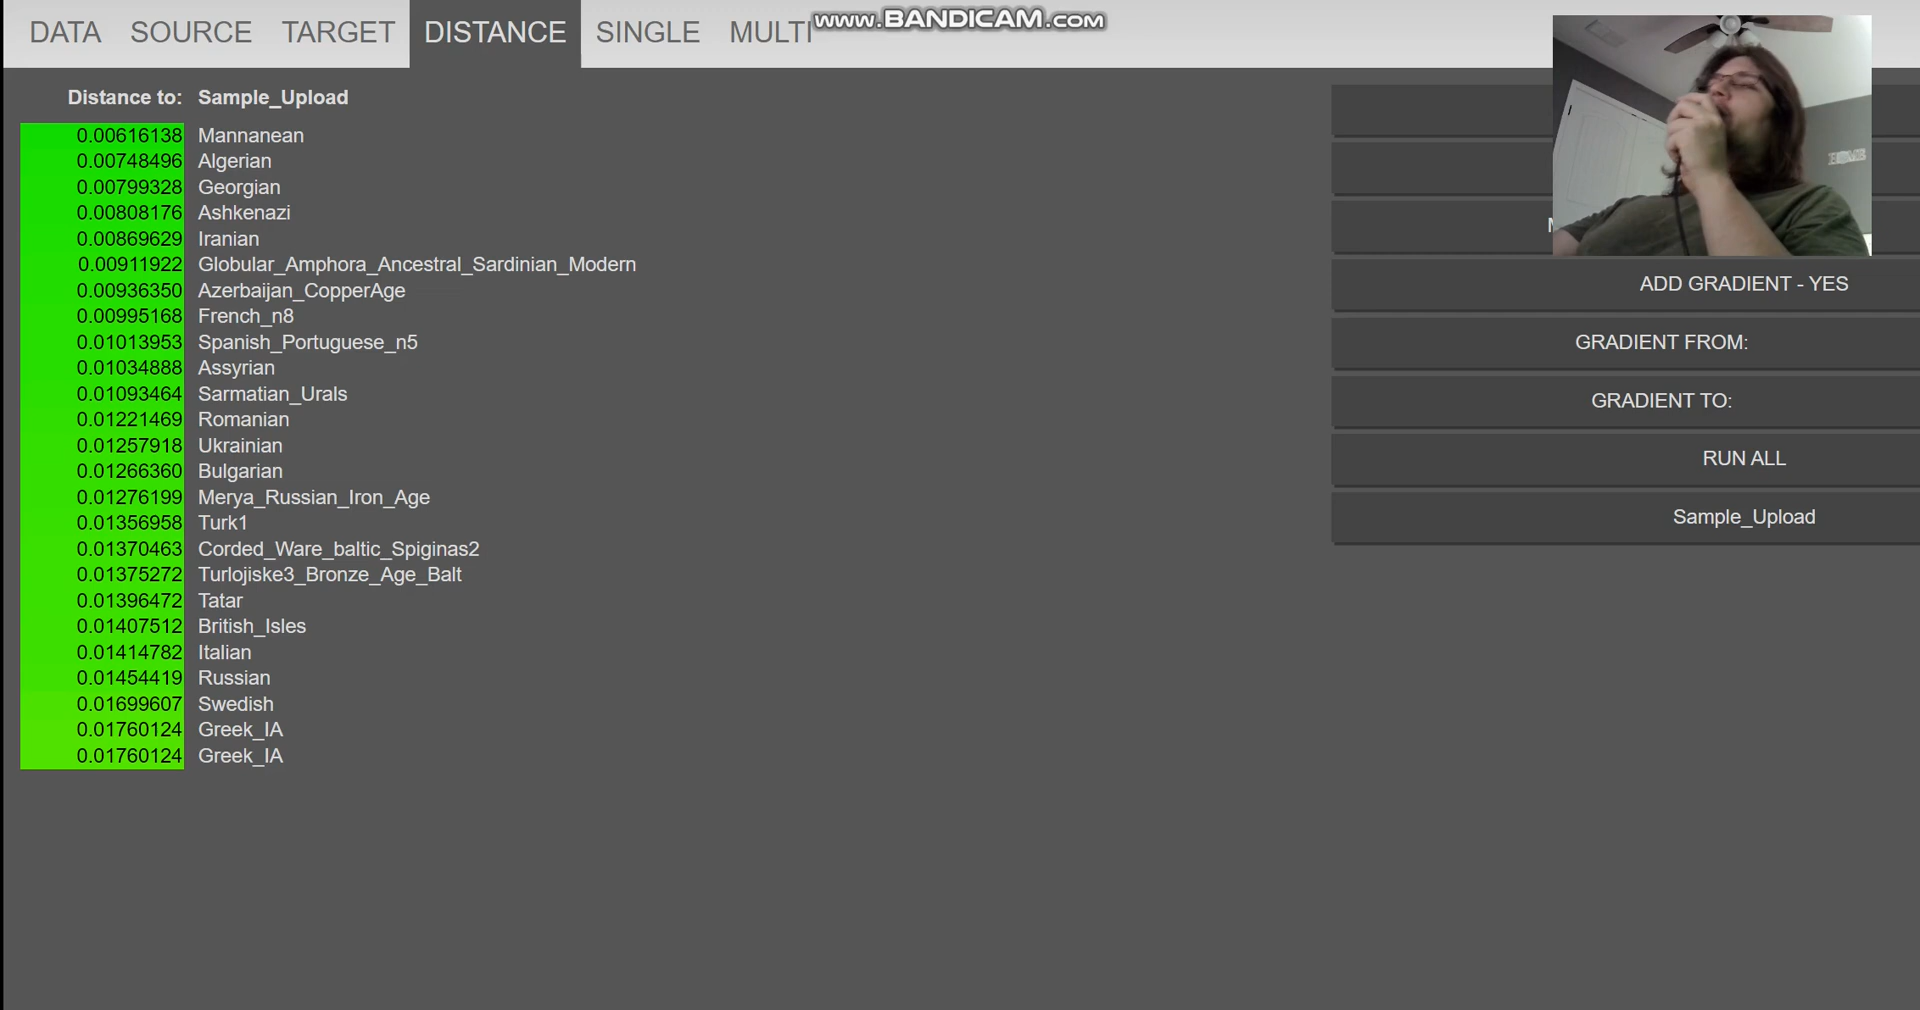 DATA SOURCE TARGET DISTANCE SINGLE MULTI
www.BANDICAM.com
Distance to: Sample_Upload
0.00616138 Mannanean
0.00748496 Algerian
0.00799328 Georgian
0.00808176 Ashkenazi
0.00869629 Iranian
0.00911922 Globular_Amphora_Ancestral_Sardinian_Modern
0.00936350 Azerbaijan_CopperAge
0.00995168 French_n8
0.01013953 Spanish_Portuguese_n5
0.01034888 Assyrian
0.01093464 Sarmatian_Urals
0.01221469 Romanian
0.01257918 Ukrainian
0.01266360 Bulgarian
0.01276199 Merya_Russian_Iron_Age
0.01356958 Turk1
0.01370463 Corded_Ware_baltic_Spiginas2
0.01375272 Turlojiske3_Bronze_Age_Balt
0.01396472 Tatar
0.01407512 British_Isles
0.01414782 Italian
0.01454419 Russian
0.01699607 Swedish
0.01760124 Greek_IA
0.01760124 Greek_IA
ADD GRADIENT - YES
GRADIENT FROM:
GRADIENT TO:
RUN ALL
Sample_Upload